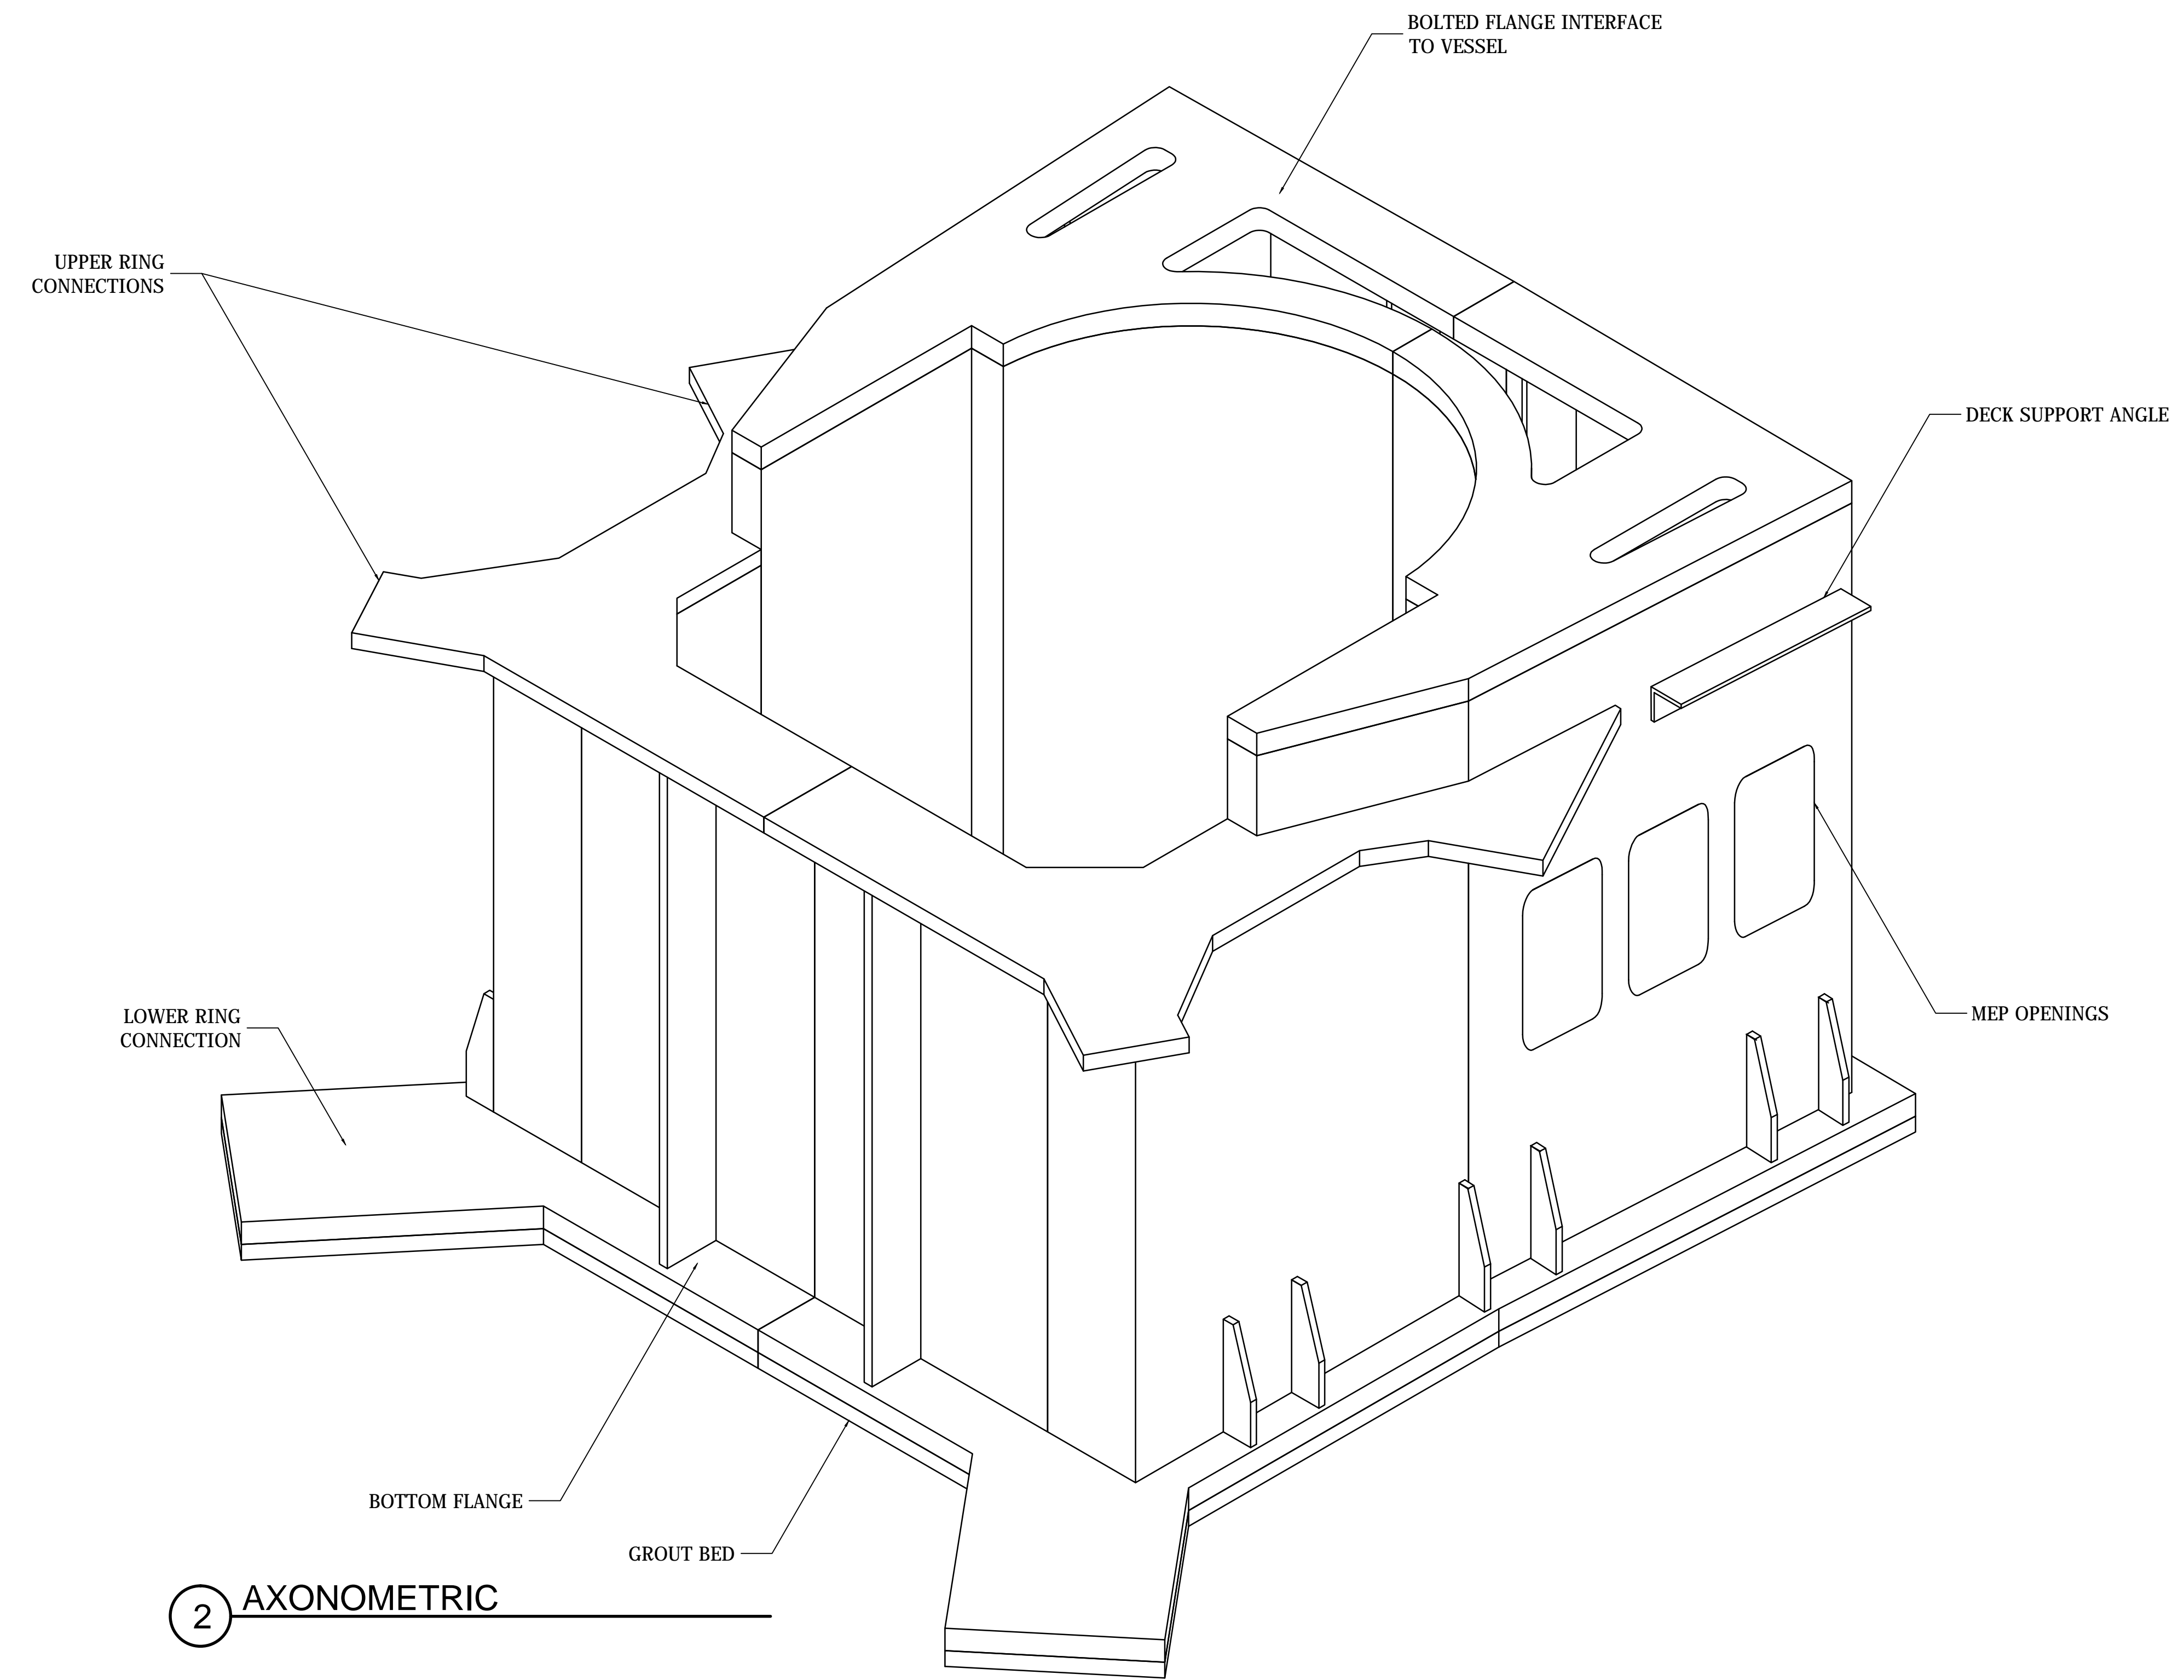 BOLTED FLANGE INTERFACE
TO VESSEL
UPPER RING
CONNECTIONS
DECK SUPPORT ANGLE
LOWER RING
CONNECTION
MEP OPENINGS
BOTTOM FLANGE
GROUT BED
2 AXONOMETRIC